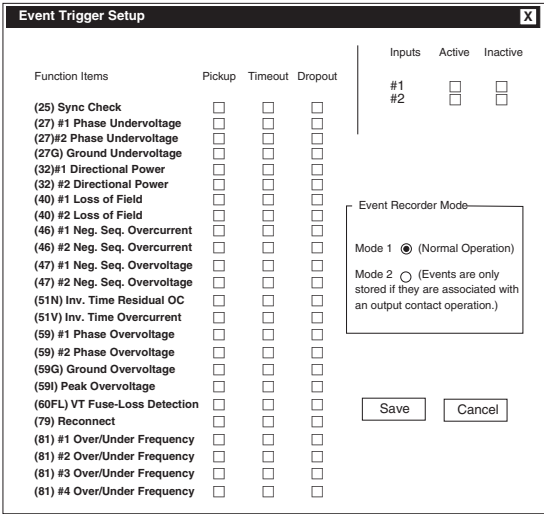 Event Trigger Setup X
Inputs Active Inactive
#1
#2
Function Items Pickup Timeout Dropout
(25) Sync Check
(27) #1 Phase Undervoltage
(27)#2 Phase Undervoltage
(27G) Ground Undervoltage
(32)#1 Directional Power
(32) #2 Directional Power
(40) #1 Loss of Field
(40) #2 Loss of Field
(46) #1 Neg. Seq. Overcurrent
(46) #2 Neg. Seq. Overcurrent
(47) #1 Neg. Seq. Overvoltage
(47) #2 Neg. Seq. Overvoltage
(51N) Inv. Time Residual OC
(51V) Inv. Time Overcurrent
(59) #1 Phase Overvoltage
(59) #2 Phase Overvoltage
(59G) Ground Overvoltage
(59I) Peak Overvoltage
(60FL) VT Fuse-Loss Detection
(79) Reconnect
(81) #1 Over/Under Frequency
(81) #2 Over/Under Frequency
(81) #3 Over/Under Frequency
(81) #4 Over/Under Frequency
Event Recorder Mode
Mode 1 (Normal Operation)
Mode 2 (Events are only
stored if they are associated with
an output contact operation.)
Save Cancel